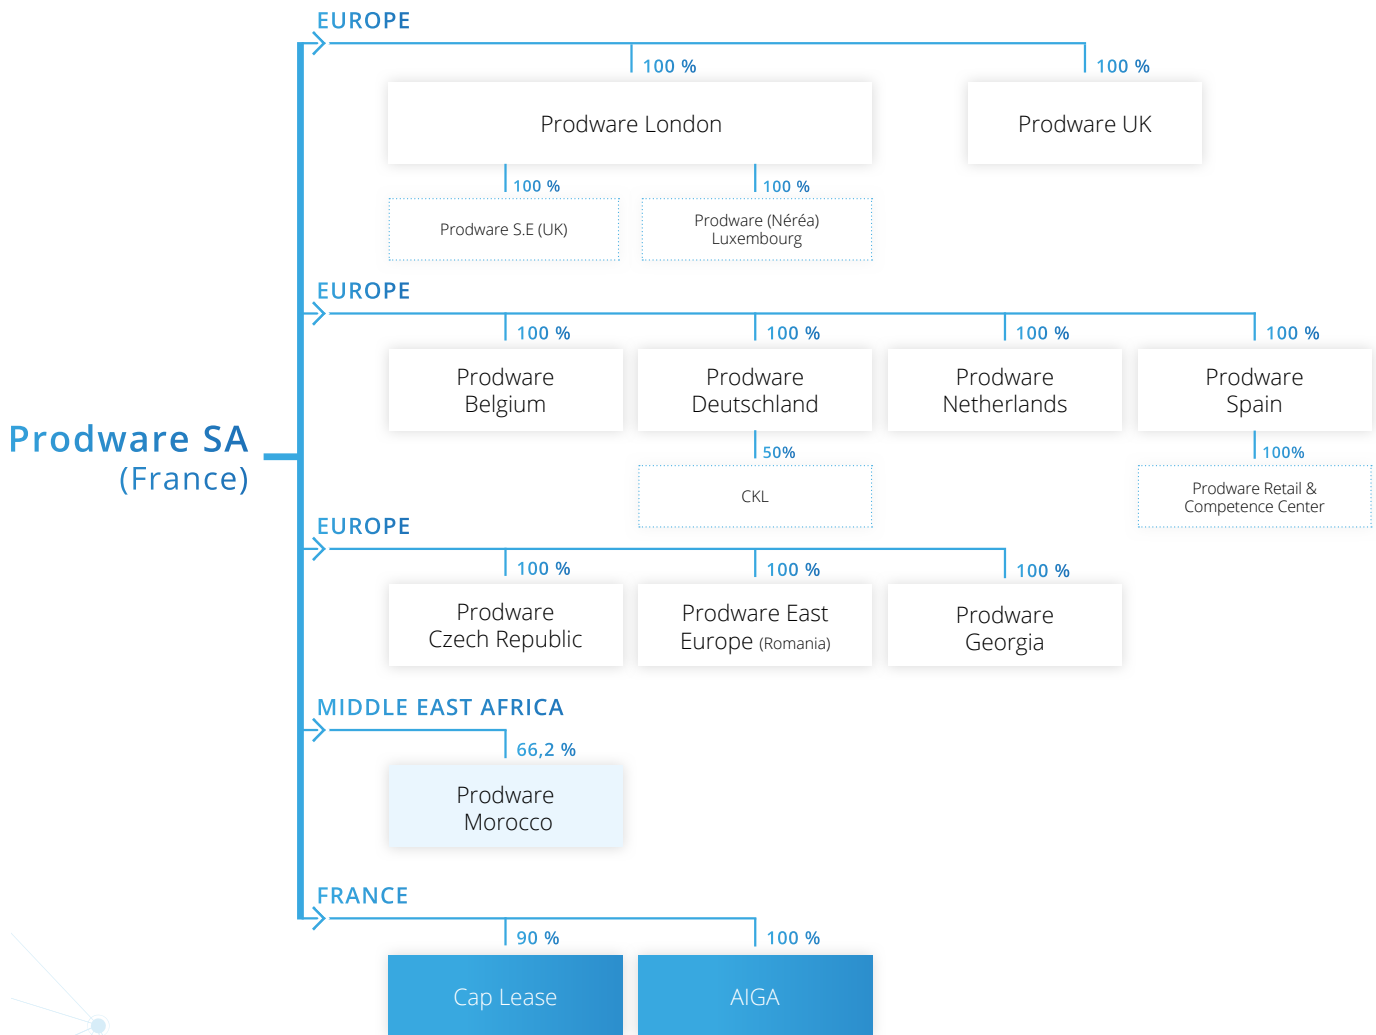 EUROPE
100 %
100 %
Prodware London
Prodware UK
100 %
100 %
Prodware S.E (UK)
Prodware (Néréa)
Luxembourg
EUROPE
100 %
100 %
100 %
100 %
Prodware
Belgium
Prodware
Deutschland
Prodware
Netherlands
Prodware
Spain
50%
100%
CKL
Prodware Retail &
Competence Center
Prodware SA
(France)
EUROPE
100 %
100 %
100 %
Prodware
Czech Republic
Prodware East
Europe (Romania)
Prodware
Georgia
MIDDLE EAST AFRICA
66,2 %
Prodware
Morocco
FRANCE
90 %
100 %
Cap Lease
AIGA